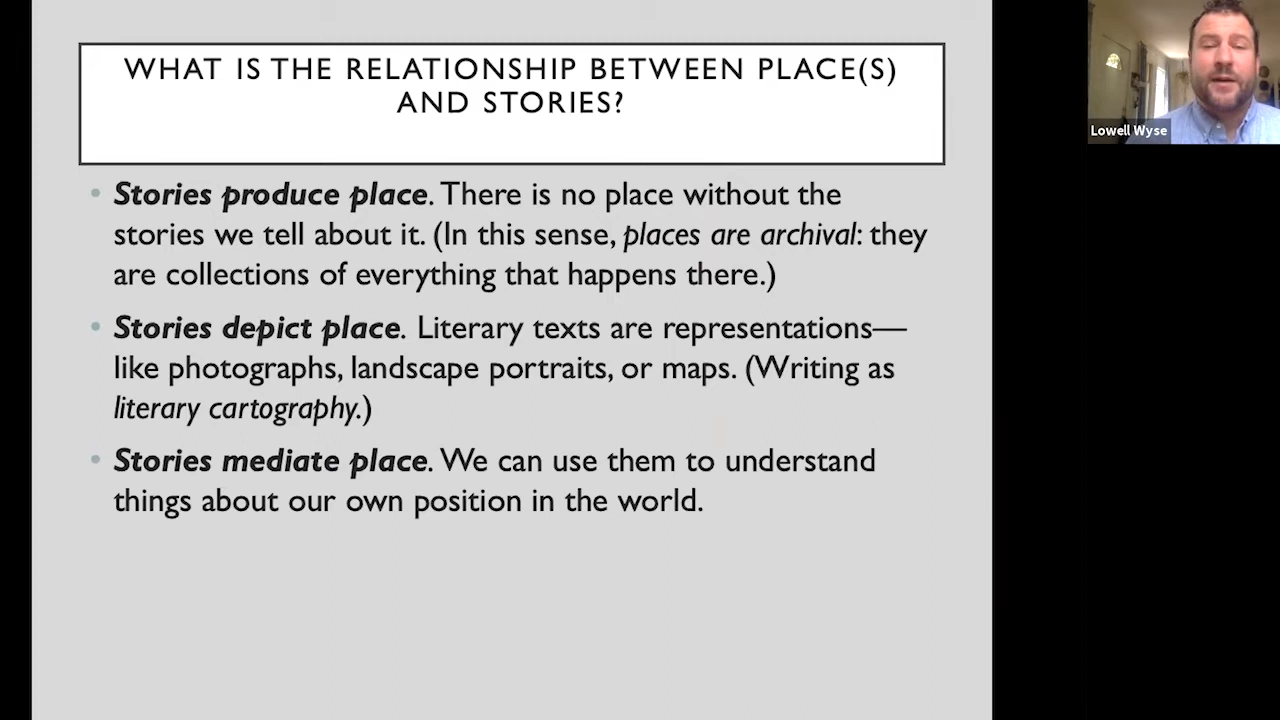 WHAT IS THE RELATIONSHIP BETWEEN PLACE(S)
AND STORIES?
• Stories produce place. There is no place without the
stories we tell about it. (In this sense, places are archival: they
are collections of everything that happens there.)
• Stories depict place. Literary texts are representations—
like photographs, landscape portraits, or maps. (Writing as
literary cartography.)
• Stories mediate place. We can use them to understand
things about our own position in the world.
Lowell Wyse